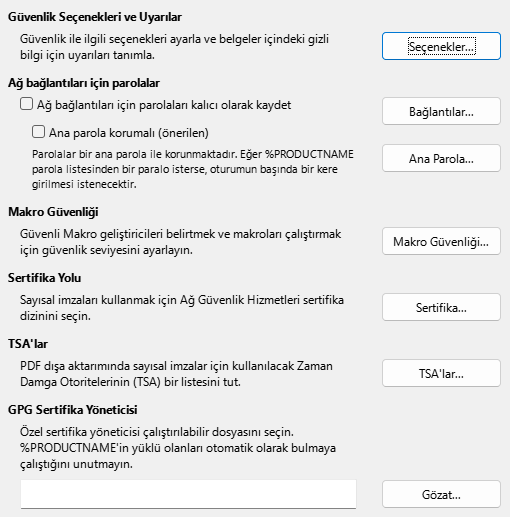 Güvenlik Seçenekleri ve Uyarılar
Güvenlik ile ilgili seçenekleri ayarla ve belgeler içindeki gizli
bilgi için uyarıları tanımla.
Seçenekler...
Ağ bağlantıları için parolalar
Ağ bağlantıları için parolaları kalıcı olarak kaydet
Bağlantılar...
Ana parola korumalı (önerilen)
Parolalar bir ana parola ile korunmaktadır. Eğer %PRODUCTNAME
parola listesinden bir paralo isterse, oturumun başında bir kere
girilmesi istenecektir.
Ana Parola...
Makro Güvenliği
Güvenli Makro geliştiricileri belirtmek ve makroları çalıştırmak
için güvenlik seviyesini ayarlayın.
Makro Güvenliği...
Sertifika Yolu
Sayısal imzaları kullanmak için Ağ Güvenlik Hizmetleri sertifika
dizinini seçin.
Sertifika...
TSA'lar
PDF dışa aktarımında sayısal imzalar için kullanılacak Zaman
Damga Otoritelerinin (TSA) bir listesini tut.
TSA'lar...
GPG Sertifika Yöneticisi
Özel sertifika yöneticisi çalıştırılabilir dosyasını seçin.
%PRODUCTNAME'in yüklü olanları otomatik olarak bulmaya
çalıştığını unutmayın.
Gözat...